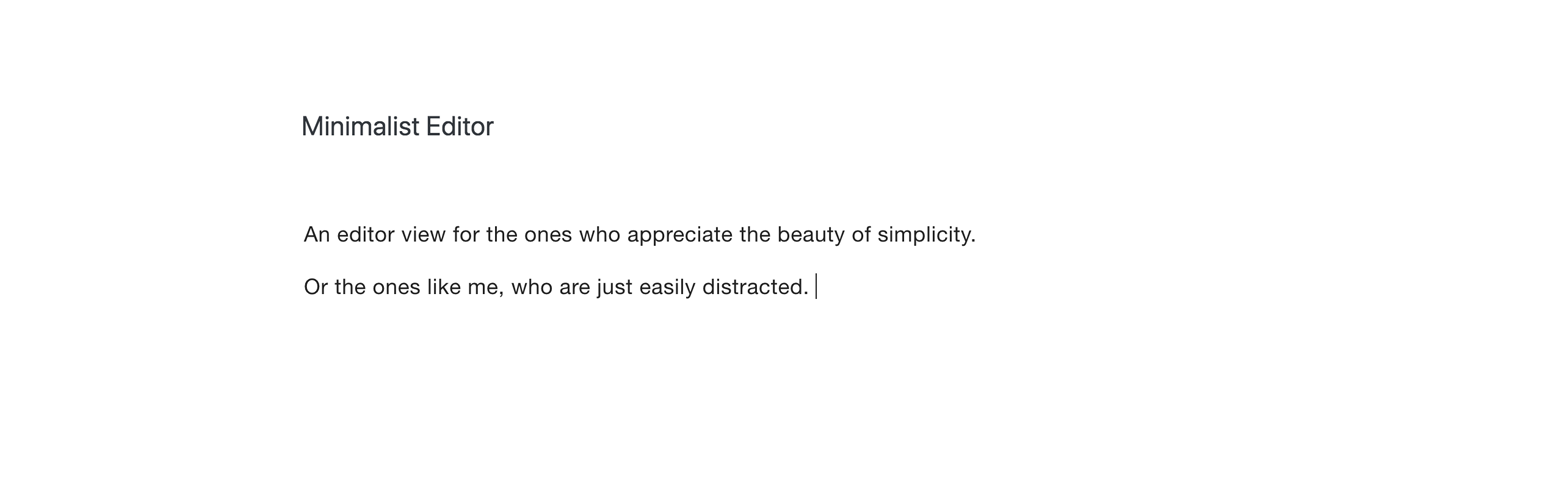 Minimalist Editor
An editor view for the ones who appreciate the beauty of simplicity.
Or the ones like me, who are just easily distracted.